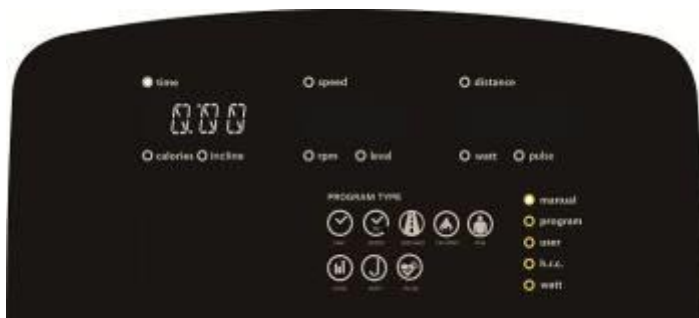 time speed distance
0:00
calories incline rpm level watt pulse
PROGRAM TYPE
manual
program
user
h.r.c.
watt